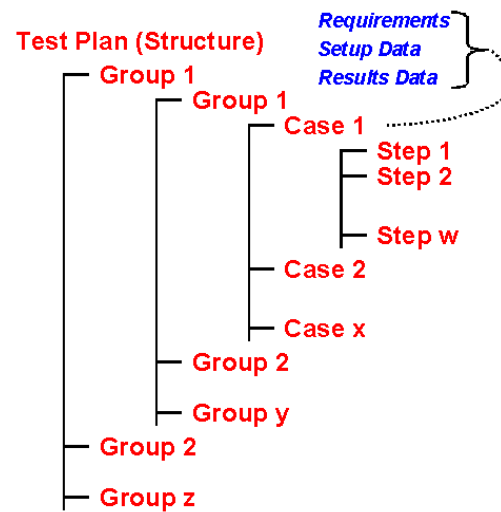 Requirements
Setup Data
Results Data
Test Plan (Structure)
Group 1
Group 1
Case 1
Step 1
Step 2
Step w
Case 2
Case x
Group 2
Group y
Group 2
Group z